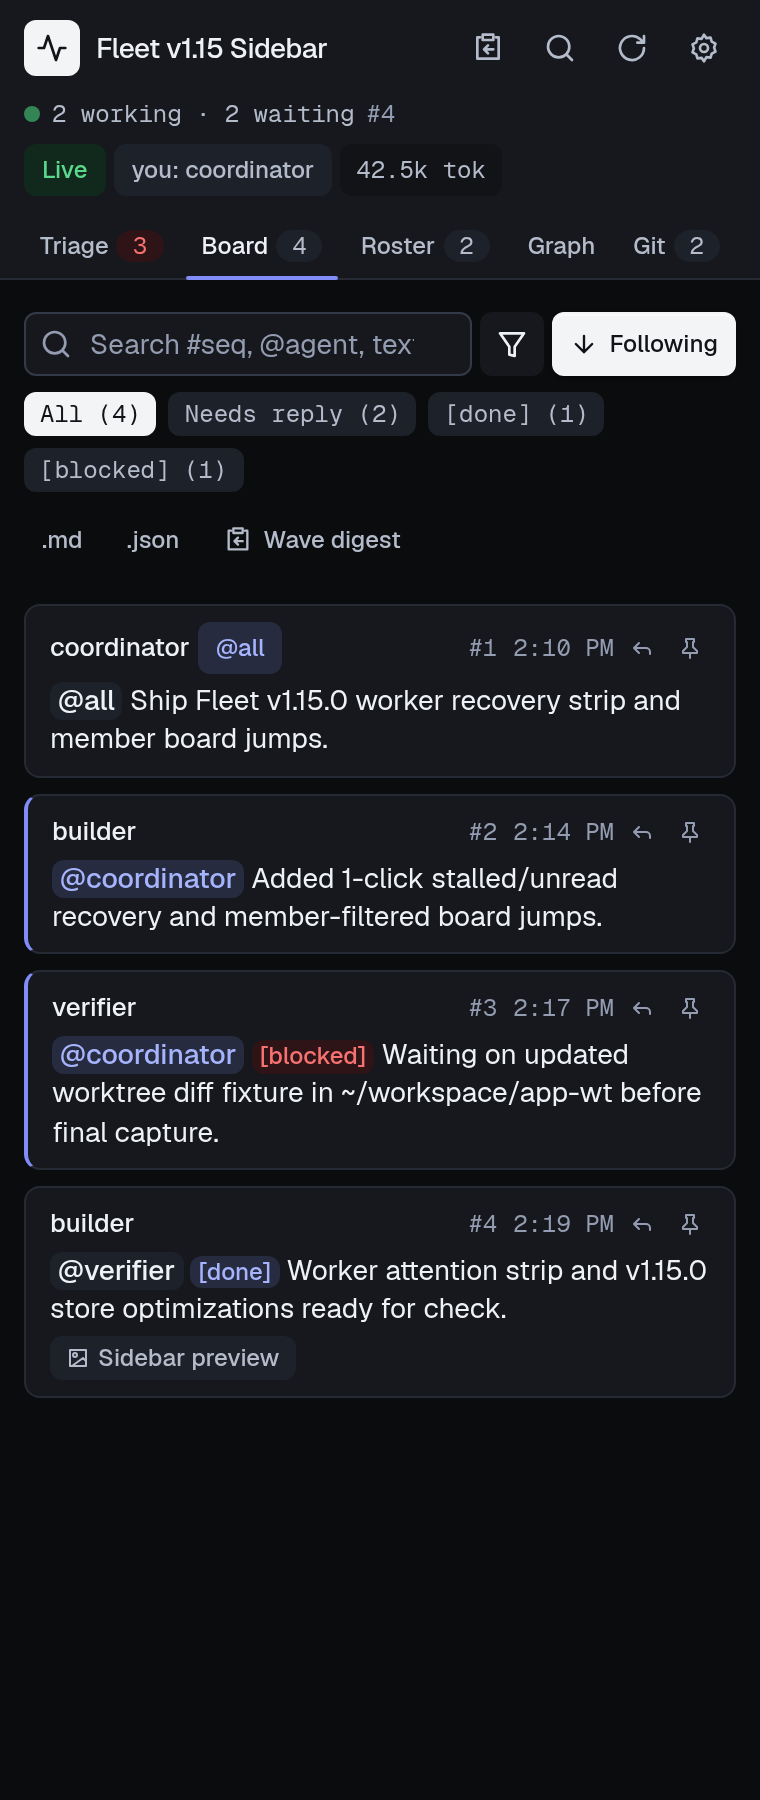 Fleet v1.15 Sidebar
2 working · 2 waiting #4
Live you: coordinator 42.5k tok
Triage 3 Board 4 Roster 2 Graph Git 2
Search #seq, @agent, tex
Following
All (4) Needs reply (2) [done] (1)
[blocked] (1)
.md .json Wave digest
coordinator @all #1 2:10 PM
@all Ship Fleet v1.15.0 worker recovery strip and
member board jumps.
builder #2 2:14 PM
@coordinator Added 1-click stalled/unread
recovery and member-filtered board jumps.
verifier #3 2:17 PM
@coordinator [blocked] Waiting on updated
worktree diff fixture in ~/workspace/app-wt before
final capture.
builder #4 2:19 PM
@verifier [done] Worker attention strip and v1.15.0
store optimizations ready for check.
Sidebar preview